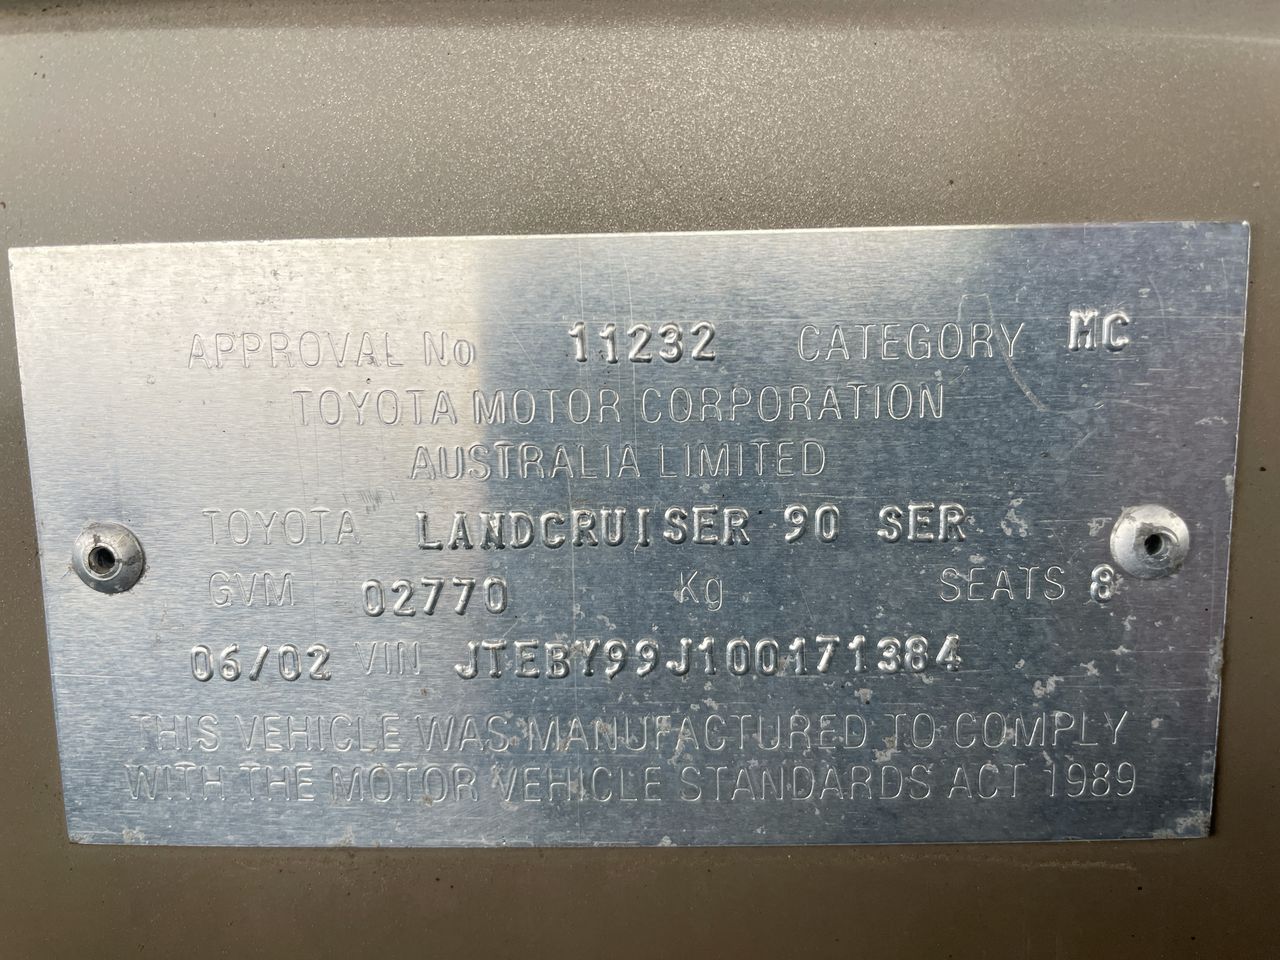 APPROVAL No 11232 CATEGORY MC
TOYOTA MOTOR CORPORATION
AUSTRALIA LIMITED
TOYOTA LANDCRUISER 90 SER
GVM 02770 Kg SEATS 8
06/02 VIN JTEBY99J100171384
THIS VEHICLE WAS MANUFACTURED TO COMPLY
WITH THE MOTOR VEHICLE STANDARDS ACT 1989